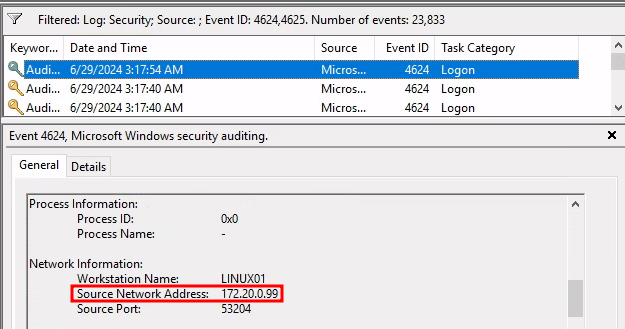 Filtered: Log: Security; Source: ; Event ID: 4624,4625. Number of events: 23,833
Keywor... Date and Time Source Event ID Task Category
Audi... 6/29/2024 3:17:54 AM Micros... 4624 Logon
Audi... 6/29/2024 3:17:40 AM Micros... 4624 Logon
Audi... 6/29/2024 3:17:40 AM Micros... 4624 Logon
Event 4624, Microsoft Windows security auditing.
General Details
Process Information:
Process ID: 0x0
Process Name: -
Network Information:
Workstation Name: LINUX01
Source Network Address: 172.20.0.99
Source Port: 53204